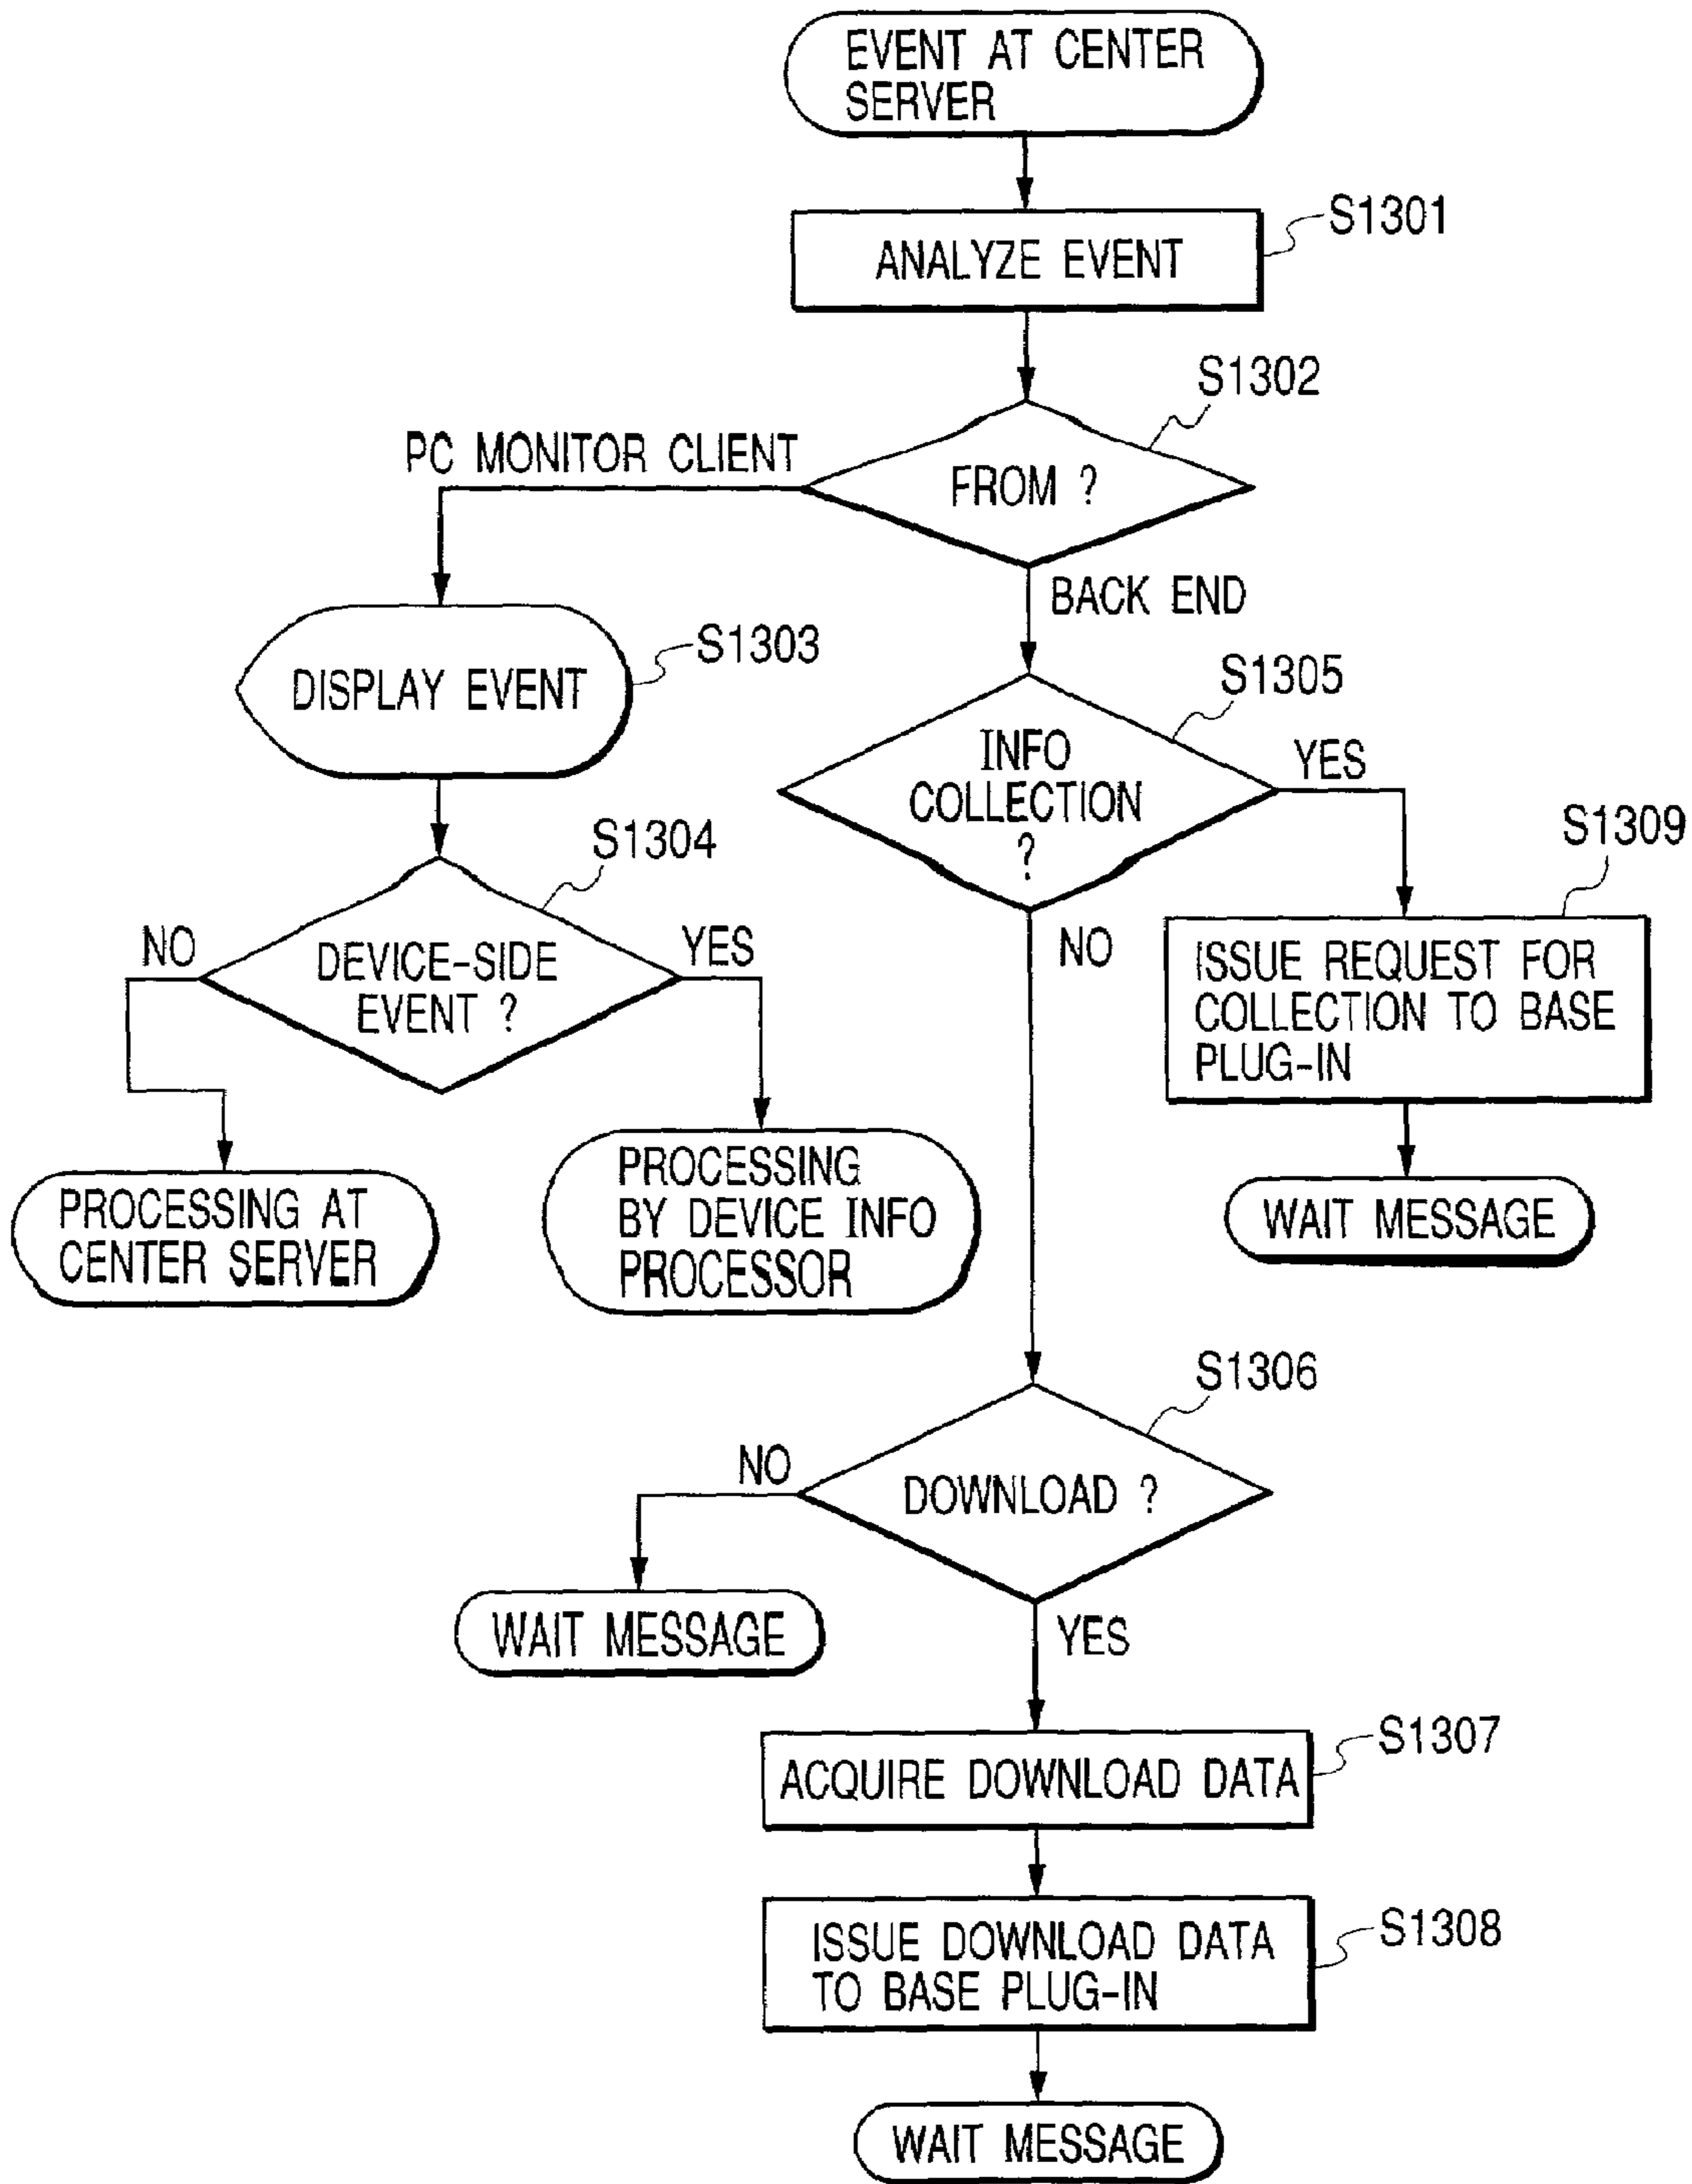 EVENT AT CENTER
SERVER
S1301
ANALYZE EVENT
S1302
PC MONITOR CLIENT
FROM ?
BACK END
S1303
DISPLAY EVENT
S1305
INFO
COLLECTION
?
YES
S1304
S1309
NO
DEVICE-SIDE
EVENT ?
YES
NO
ISSUE REQUEST FOR
COLLECTION TO BASE
PLUG-IN
PROCESSING AT
CENTER SERVER
PROCESSING
BY DEVICE INFO
PROCESSOR
WAIT MESSAGE
S1306
NO
DOWNLOAD ?
WAIT MESSAGE
YES
S1307
ACQUIRE DOWNLOAD DATA
S1308
ISSUE DOWNLOAD DATA
TO BASE PLUG-IN
WAIT MESSAGE